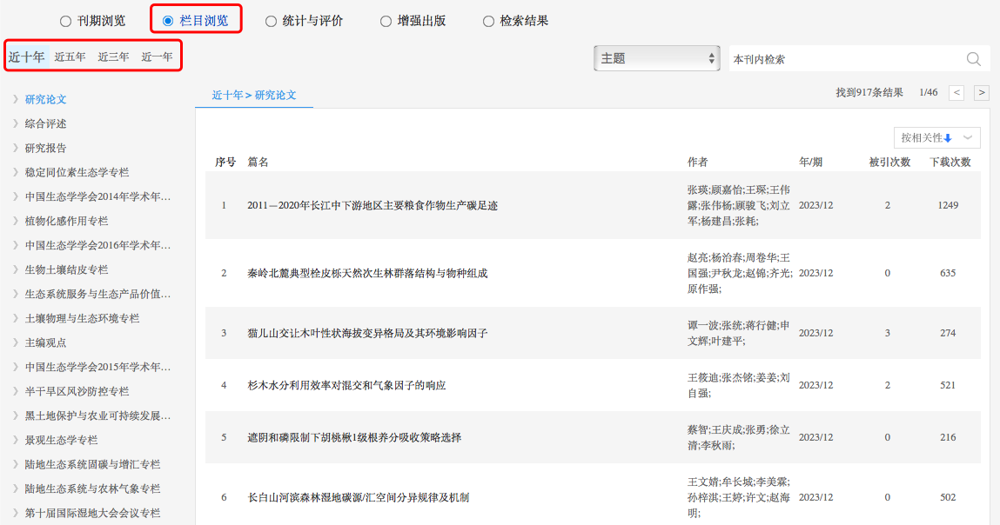 刊期浏览 栏目浏览 统计与评价 增强出版 检索结果
近十年 近五年 近三年 近一年 主题 本刊内检索
研究论文
综合评述
研究报告
稳定同位素生态学专栏
中国生态学学会2014年学术年...
植物化感作用专栏
中国生态学学会2016年学术年...
生物土壤结皮专栏
生态系统服务与生态产品价值...
土壤物理与生态环境专栏
主编观点
中国生态学学会2015年学术年...
半干旱区风沙防控专栏
黑土地保护与农业可持续发展...
景观生态学专栏
陆地生态系统固碳与增汇专栏
陆地生态系统与农林气象专栏
第十届国际湿地大会会议专栏
近十年 > 研究论文 找到917条结果 1/46 < >
按相关性
序号 篇名 作者 年/期 被引次数 下载次数
1 2011—2020年长江中下游地区主要粮食作物生产碳足迹 张瑛;顾嘉怡;王琛;王伟
露;张伟杨;顾骏飞;刘立 2023/12 2 1249
军;杨建昌;张耗;
2 秦岭北麓典型栓皮栎天然次生林群落结构与物种组成 赵亮;杨治春;周卷华;王
国强;尹秋龙;赵锦;齐光; 2023/12 0 635
原作强;
3 猫儿山交让木叶性状海拔变异格局及其环境影响因子 谭一波;张统;蒋行健;申
文辉;叶建平; 2023/12 3 274
4 杉木水分利用效率对混交和气象因子的响应 王筱迪;张杰铭;姜姜;刘
自强; 2023/12 2 521
5 遮阴和磷限制下胡桃楸1级根养分吸收策略选择 蔡智;王庆成;张勇;徐立
清;李秋雨; 2023/12 0 216
6 长白山河滨森林湿地碳源/汇空间分异规律及机制 王文婧;牟长城;李美霖;
孙梓淇;王婷;许文;赵海 2023/12 0 502
明;